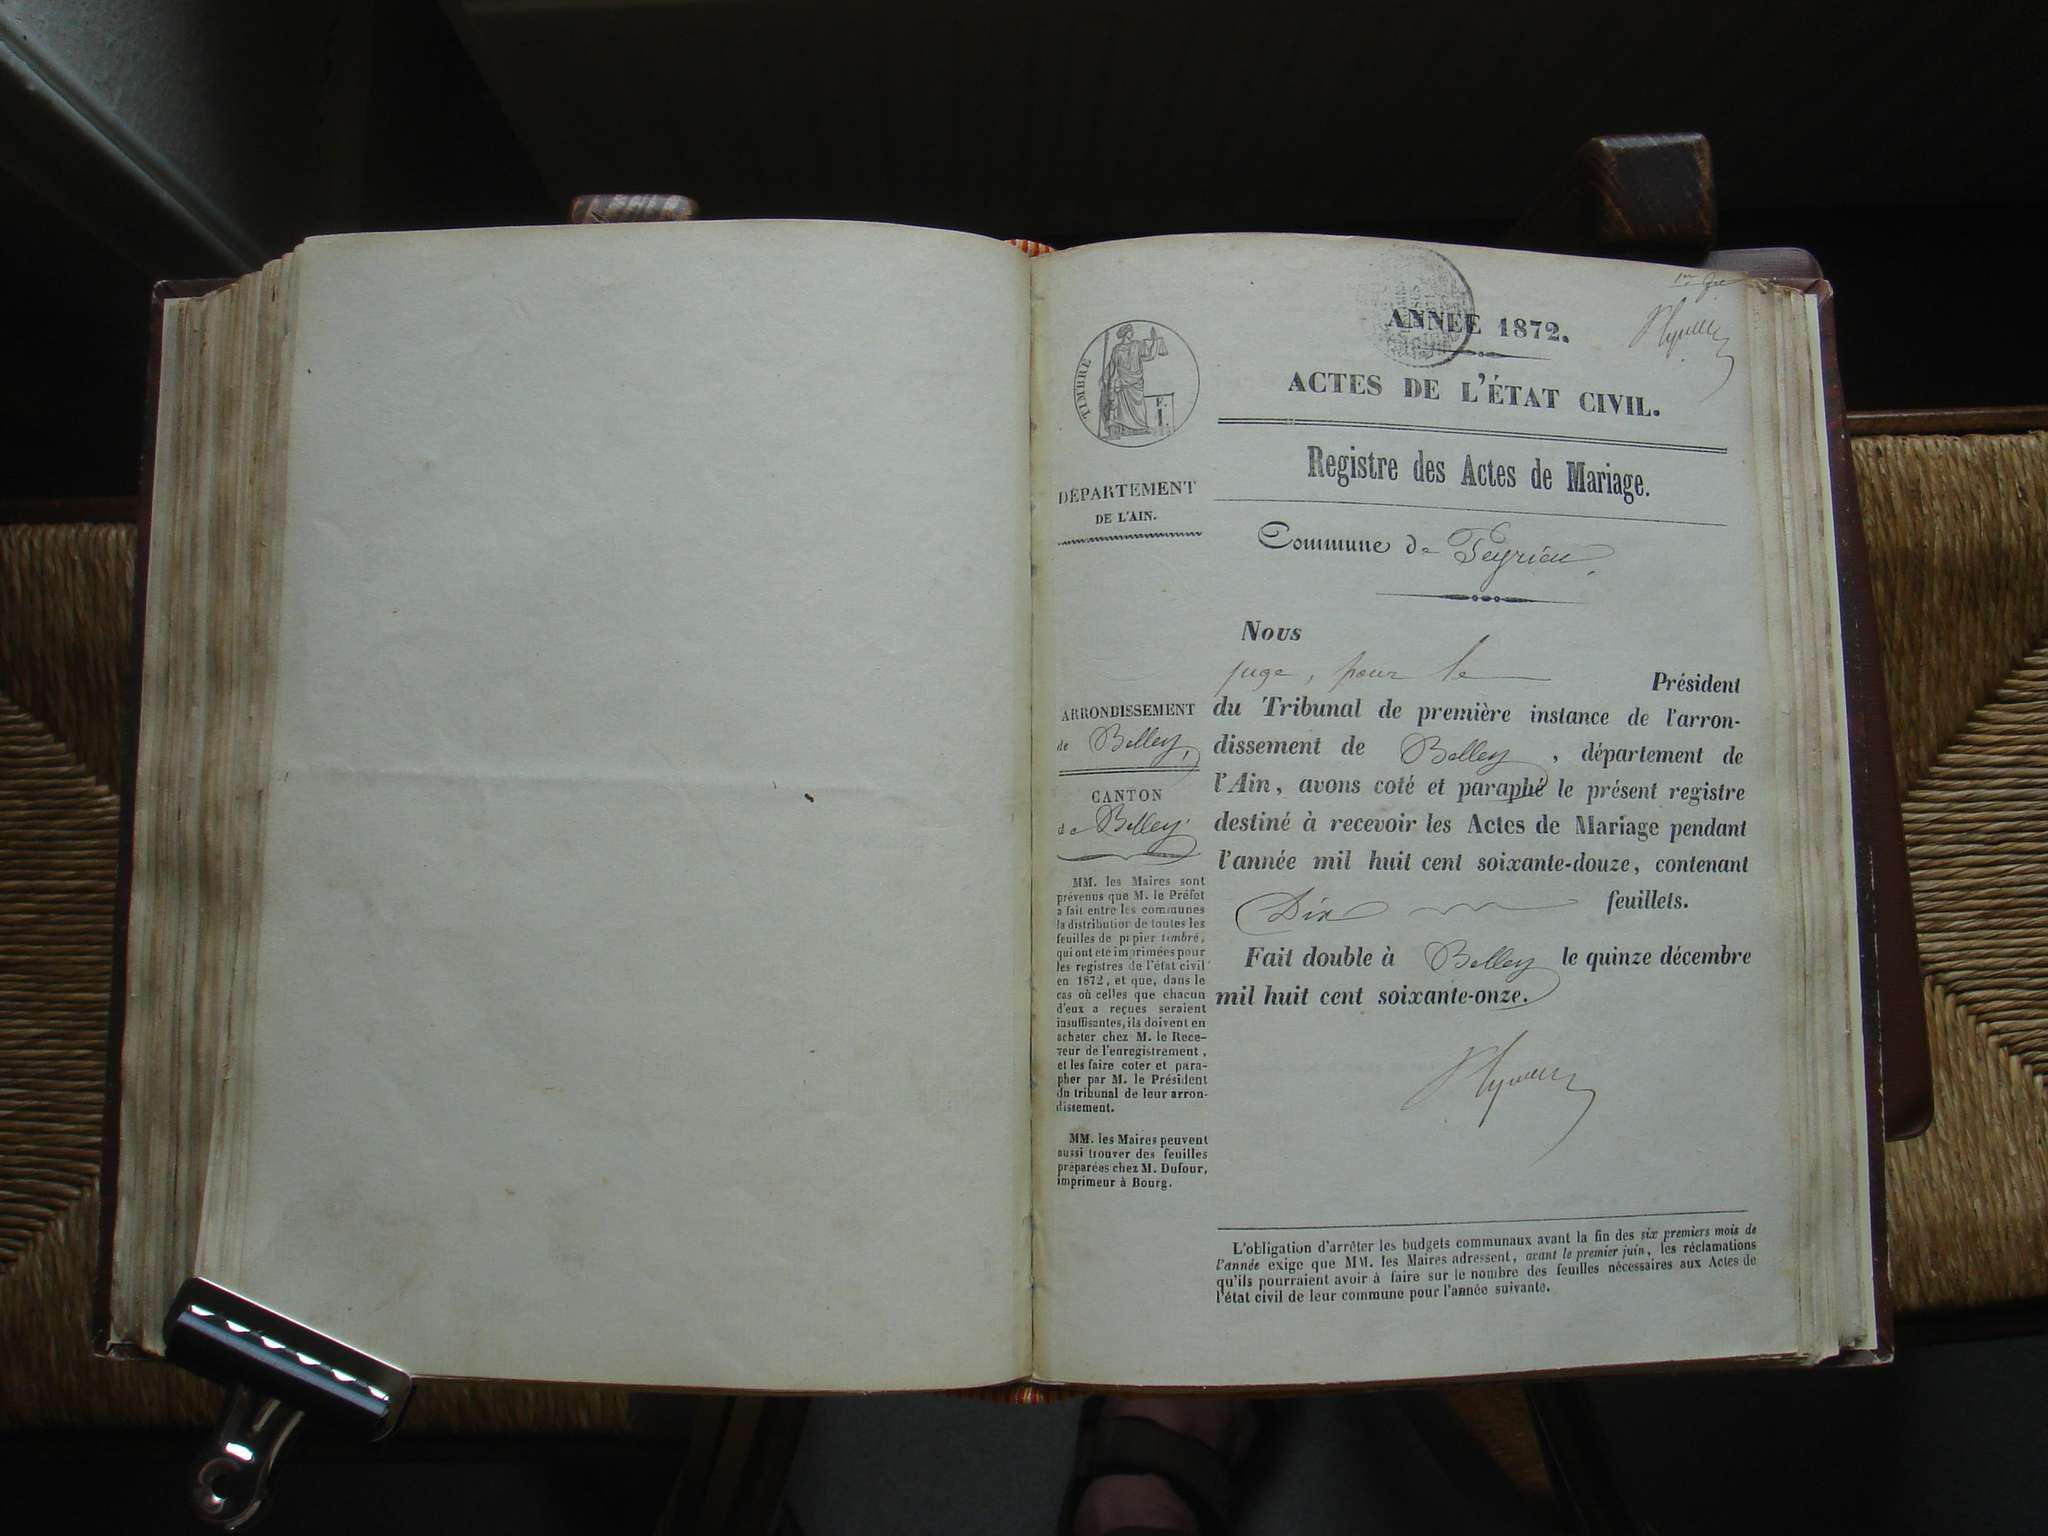 TIMBRE
F.
1.
DÉPARTEMENT
DE L'AIN.
ARRONDISSEMENT
de Belley,
CANTON
de Belley
MM. les Maires sont
prévenus que M. le Préfet
a fait entre les communes
la distribution de toutes les
feuilles de papier timbré,
qui ont été imprimées pour
les registres de l'état civil
en 1872, et que, dans le
cas où celles que chacun
d'eux a reçues seraient
insuffisantes, ils doivent en
acheter chez M. le Rece-
veur de l'enregistrement,
et les faire coter et para-
pher par M. le Président
du tribunal de leur arron-
dissement.
MM. les Maires peuvent
aussi trouver des feuilles
préparées chez M. Dufour,
imprimeur à Bourg.
ANNÉE 1872.
ACTES DE L'ÉTAT CIVIL.
Registre des Actes de Mariage.
Commune de Peyrieu
Nous
juge, pour le Président
du Tribunal de première instance de l'arron-
dissement de Belley, département de
l'Ain, avons coté et paraphé le présent registre
destiné à recevoir les Actes de Mariage pendant
l'année mil huit cent soixante-douze, contenant
Dix feuillets.
Fait double à Belley le quinze décembre
mil huit cent soixante-onze.
L'obligation d'arrêter les budgets communaux avant la fin des six premiers mois de
l'année exige que MM. les Maires adressent, avant le premier juin, les réclamations
qu'ils pourraient avoir à faire sur le nombre des feuilles nécessaires aux Actes de
l'état civil de leur commune pour l'année suivante.